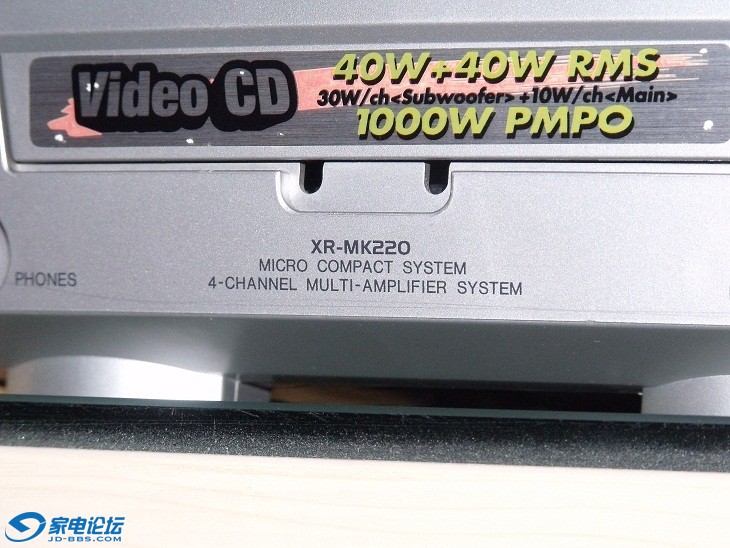 Video CD
40W+40W RMS
30W/ch<Subwoofer> +10W/ch<Main>
1000W PMPO
XR-MK220
MICRO COMPACT SYSTEM
4-CHANNEL MULTI-AMPLIFIER SYSTEM
PHONES
家电论坛
JD-BBS.COM